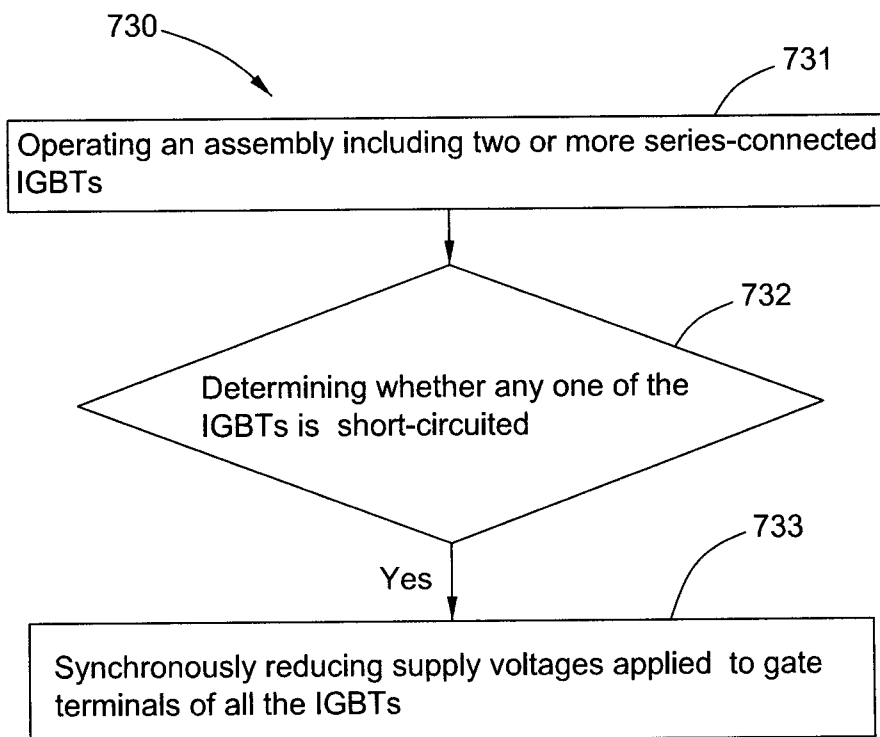 730
731
Operating an assembly including two or more series-connected
IGBTs
732
Determining whether any one of the
IGBTs is short-circuited
733
Yes
Synchronously reducing supply voltages applied to gate
terminals of all the IGBTs